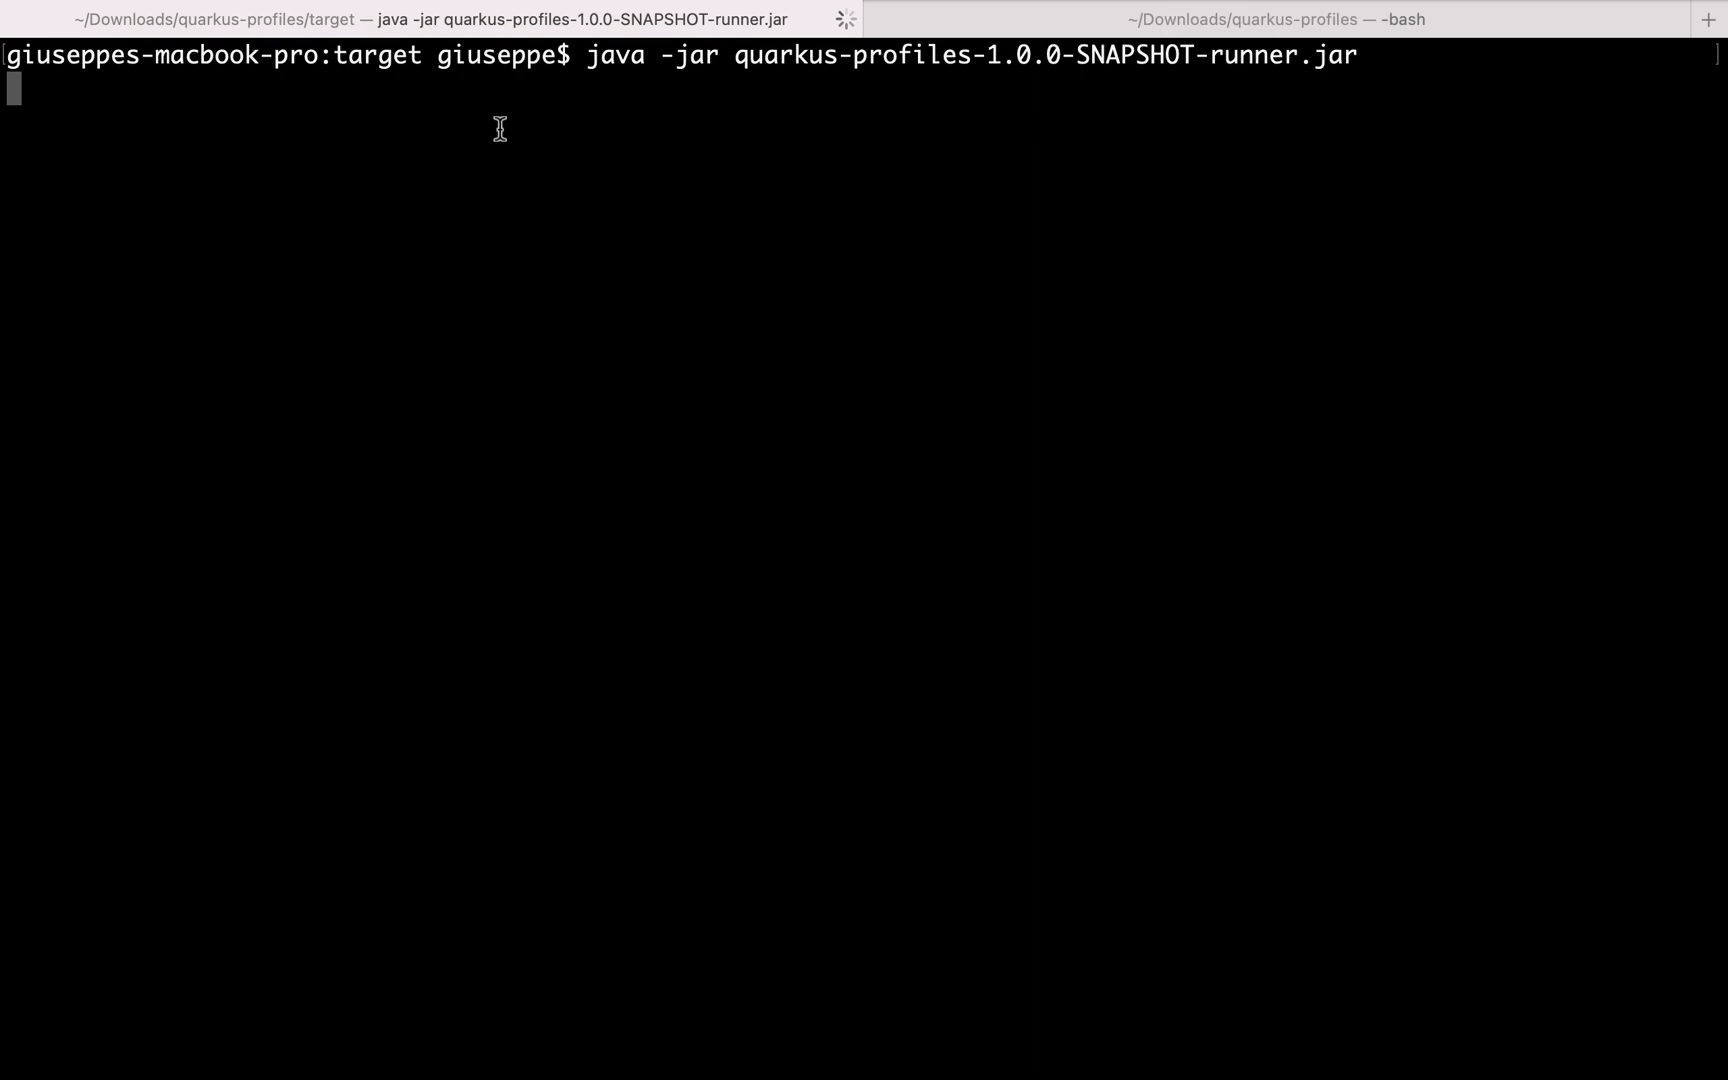 ~/Downloads/quarkus-profiles/target — java -jar quarkus-profiles-1.0.0-SNAPSHOT-runner.jar
~/Downloads/quarkus-profiles — -bash
+
[giuseppes-macbook-pro:target giuseppe$ java -jar quarkus-profiles-1.0.0-SNAPSHOT-runner.jar ]